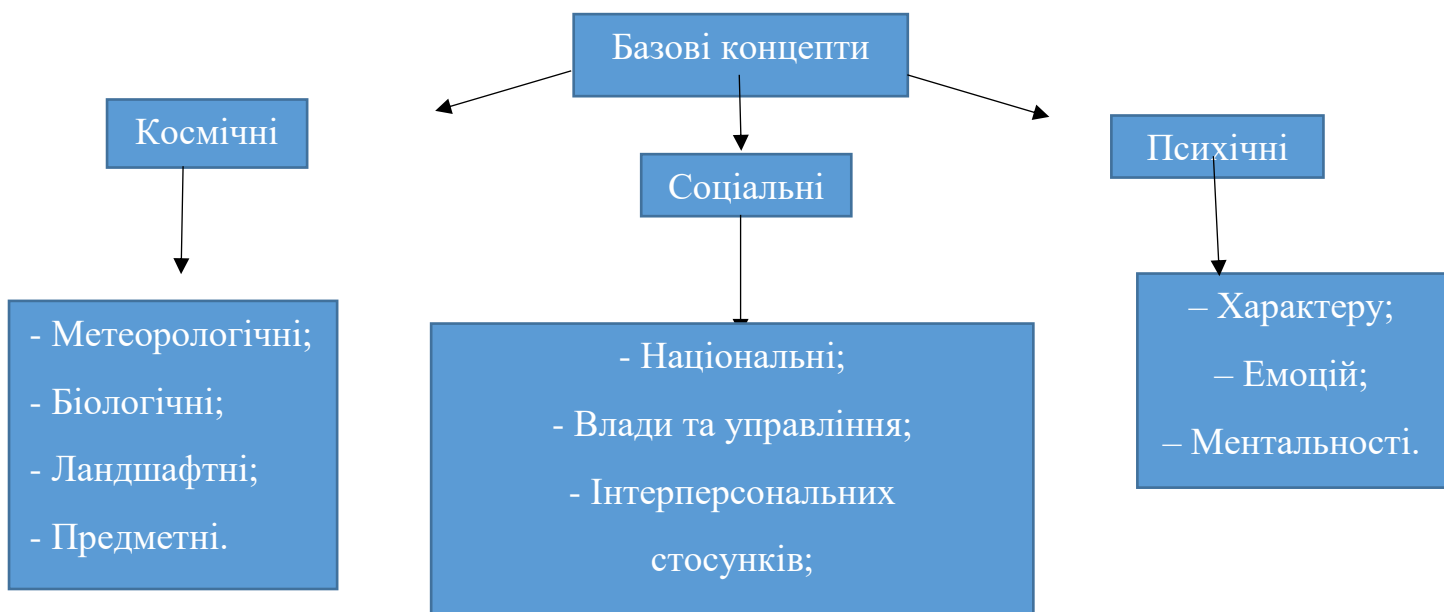 Базові концепти
Космічні
Соціальні
Психічні
- Метеорологічні;
- Біологічні;
- Ландшафтні;
- Предметні.
- Національні;
- Влади та управління;
- Інтерперсональних
стосунків;
– Характеру;
– Емоцій;
– Ментальності.